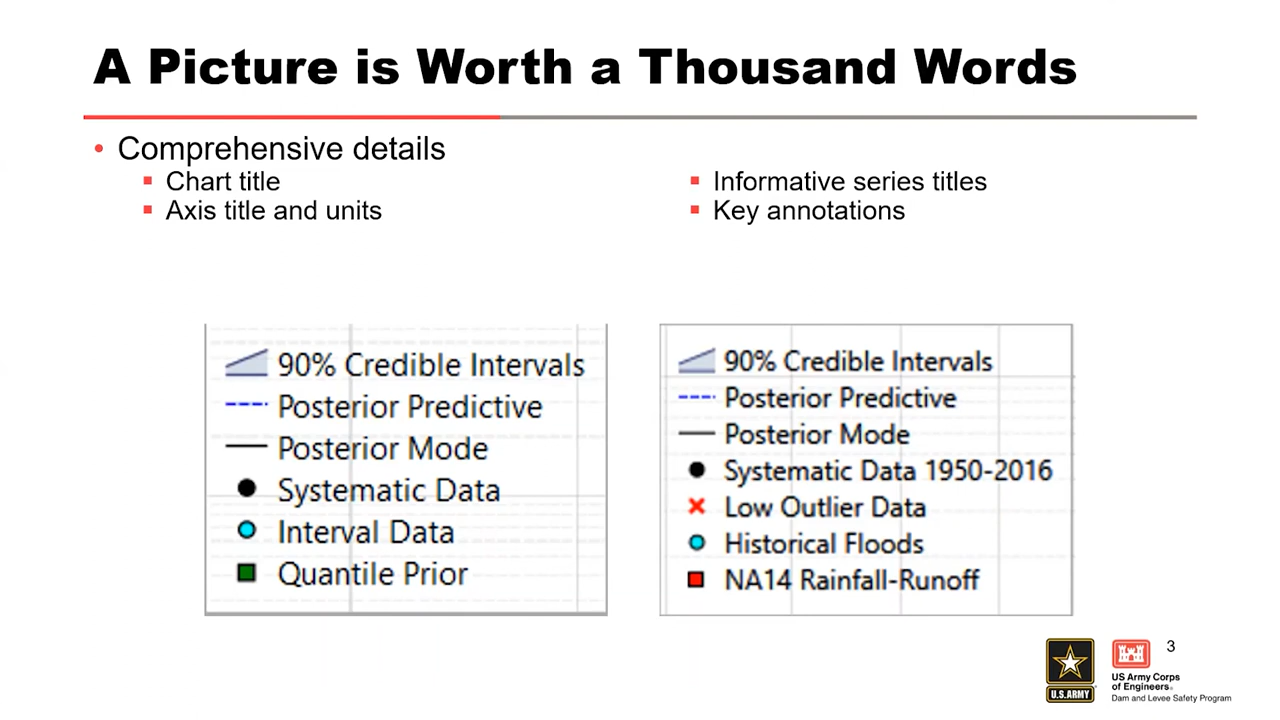 A Picture is Worth a Thousand Words
• Comprehensive details
▪ Chart title
▪ Axis title and units
▪ Informative series titles
▪ Key annotations
90% Credible Intervals
Posterior Predictive
Posterior Mode
Systematic Data
Interval Data
Quantile Prior
90% Credible Intervals
Posterior Predictive
Posterior Mode
Systematic Data 1950-2016
Low Outlier Data
Historical Floods
NA14 Rainfall-Runoff
3
U.S.ARMY
US Army Corps
of Engineers®
Dam and Levee Safety Program